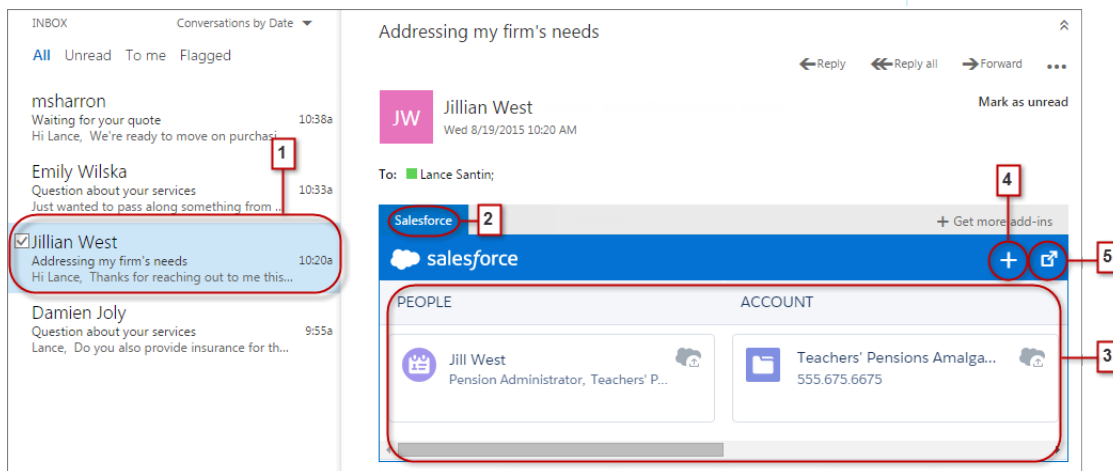 INBOX Conversations by Date
All Unread To me Flagged
msharron
Waiting for your quote 10:38a
Hi Lance, We're ready to move on purchasi
1
Emily Wilska
Question about your services 10:33a
Just wanted to pass along something from ..
Jillian West
Addressing my firm's needs 10:20a
Hi Lance, Thanks for reaching out to me this...
Damien Joly
Question about your services 9:55a
Lance, Do you also provide insurance for th...
Addressing my firm's needs
Reply Reply all Forward
JW
Jillian West
Mark as unread
Wed 8/19/2015 10:20 AM
To: Lance Santin;
4
Salesforce 2 + Get more add-ins
salesforce
5
PEOPLE ACCOUNT
3
Jill West
Pension Administrator, Teachers' P...
Teachers' Pensions Amalga...
555.675.6675